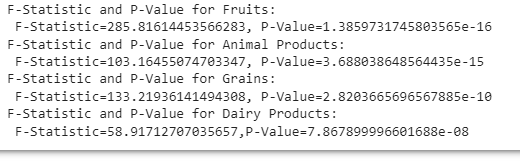 F-Statistic and P-Value for Fruits:
F-Statistic=285.81614453566283, P-Value=1.3859731745803565e-16
F-Statistic and P-Value for Animal Products:
F-Statistic=103.16455074703347, P-Value=3.688038648564435e-15
F-Statistic and P-Value for Grains:
F-Statistic=133.21936141494308, P-Value=2.8203665696567885e-10
F-Statistic and P-Value for Dairy Products:
F-Statistic=58.91712707035657,P-Value=7.867899996601688e-08